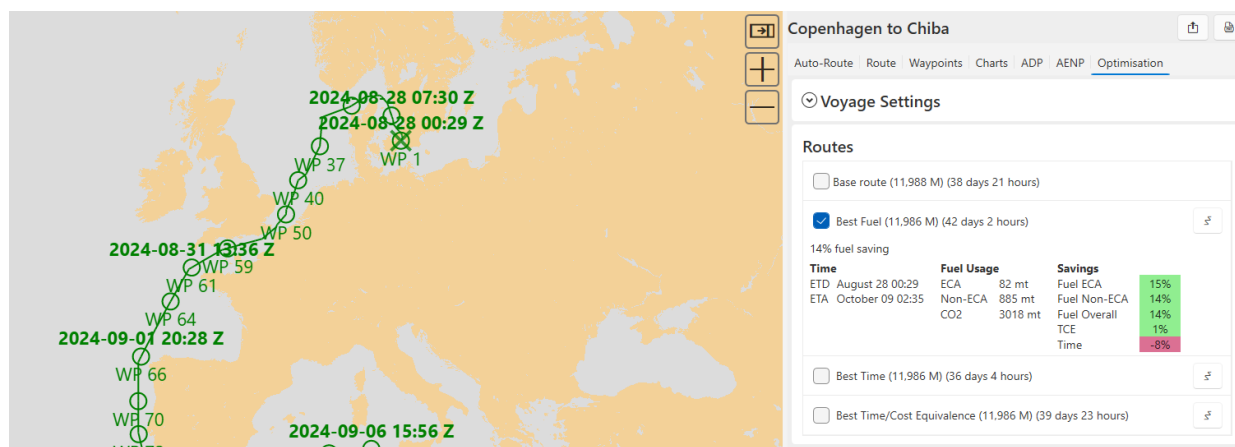 2024-08-28 07:30 Z
2024-08-28 00:29 Z
WP 1
WP 37
WP 40
WP 50
2024-08-31 13:36 Z
WP 59
WP 61
WP 64
2024-09-01 20:28 Z
WP 66
WP 70
2024-09-06 15:56 Z
Copenhagen to Chiba
Auto-Route Route Waypoints Charts ADP AENP Optimisation
Voyage Settings
Routes
Base route (11,988 M) (38 days 21 hours)
Best Fuel (11,986 M) (42 days 2 hours)
14% fuel saving
Time Fuel Usage Savings
ETD August 28 00:29 ECA 82 mt Fuel ECA 15%
ETA October 09 02:35 Non-ECA 885 mt Fuel Non-ECA 14%
CO2 3018 mt Fuel Overall 14%
TCE 1%
Time -8%
Best Time (11,986 M) (36 days 4 hours)
Best Time/Cost Equivalence (11,986 M) (39 days 23 hours)